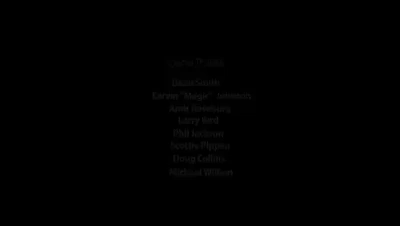 Dean Smith
Earvin "Magic" Johnson
Larry Bird
Phil Jackson
Scottie Pippen
Doug Collins
Michael Wilbon